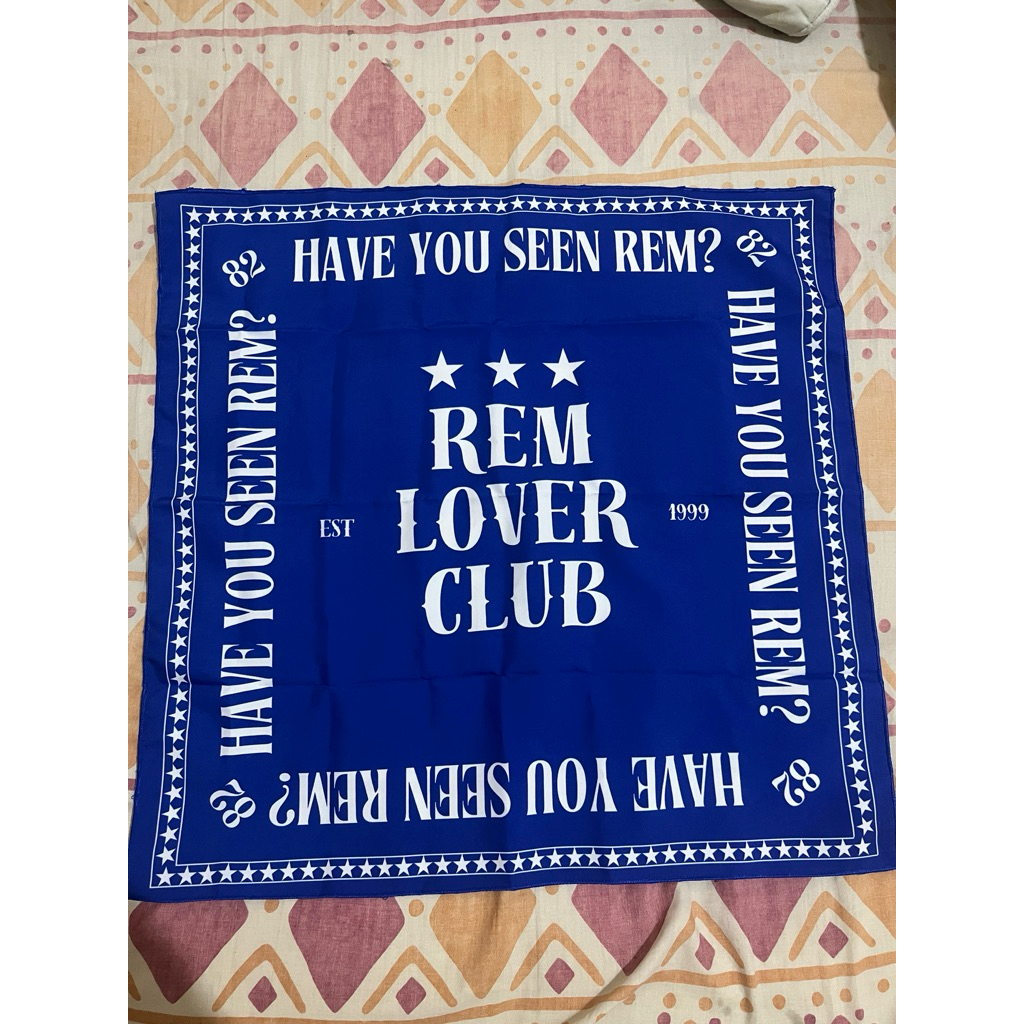 82 HAVE YOU SEEN REM? 82
HAVE YOU SEEN REM?
HAVE YOU SEEN REM?
REM
LOVER
EST
1999
CLUB
82 HAVE YOU SEEN REM? 82